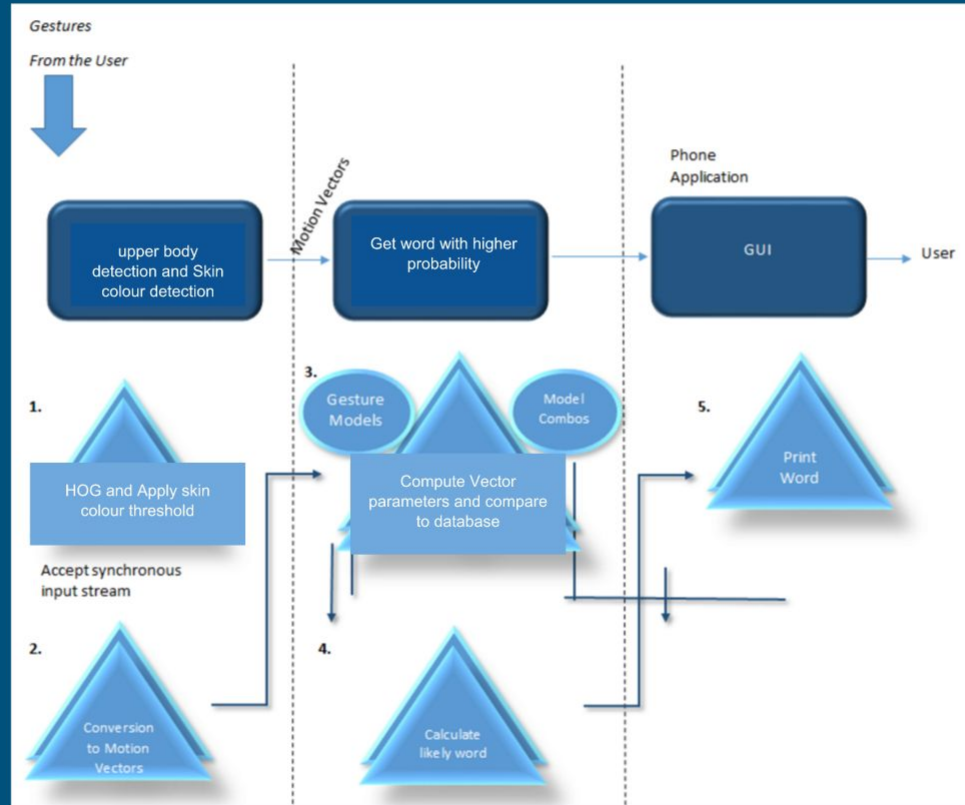 Gestures
From the User
Motion Vectors
Phone
Application
upper body
detection and Skin
colour detection
Get word with higher
probability
GUI
User
1.
HOG and Apply skin
colour threshold
Accept synchronous
input stream
2.
Conversion
to Motion
Vectors
3.
Gesture
Models
Model
Combos
Compute Vector
parameters and compare
to database
4.
Calculate
likely word
5.
Print
Word